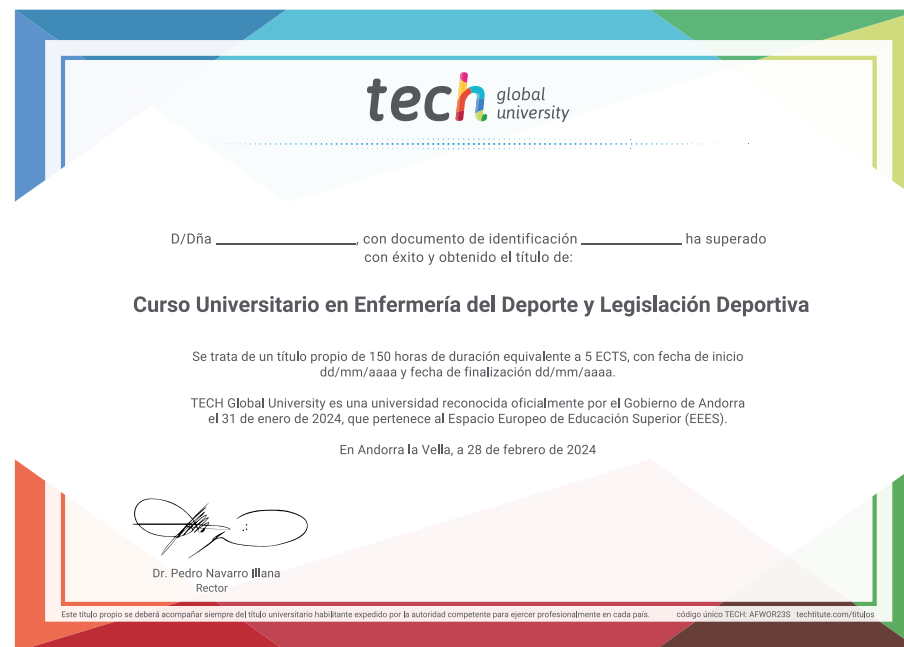 tech global
university
D/Dña ______________, con documento de identificación __________ ha superado
con éxito y obtenido el título de:
Curso Universitario en Enfermería del Deporte y Legislación Deportiva
Se trata de un título propio de 150 horas de duración equivalente a 5 ECTS, con fecha de inicio
dd/mm/aaaa y fecha de finalización dd/mm/aaaa.
TECH Global University es una universidad reconocida oficialmente por el Gobierno de Andorra
el 31 de enero de 2024, que pertenece al Espacio Europeo de Educación Superior (EEES).
En Andorra la Vella, a 28 de febrero de 2024
Dr. Pedro Navarro Illana
Rector
Este título propio se deberá acompañar siempre del título universitario habilitante expedido por la autoridad competente para ejercer profesionalmente en cada país. código único TECH: AFWOR23S techtitute.com/titulos